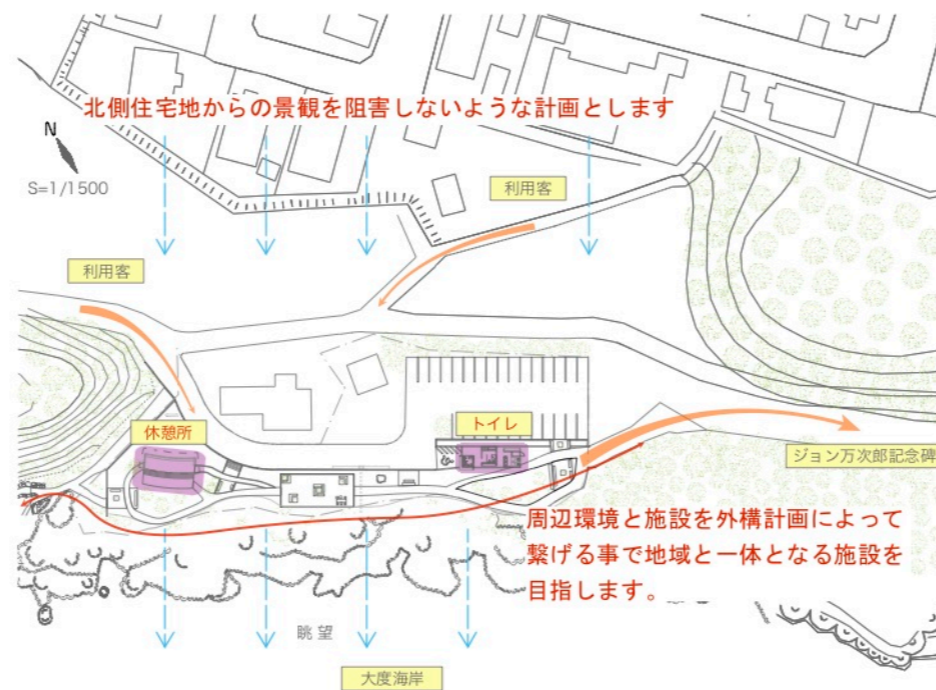 北側住宅地からの景観を阻害しないような計画とします
N
S=1/1500
利用客
利用客
休憩所
トイレ
ジョン万次郎記念碑
周辺環境と施設を外構計画によって
繋げる事で地域と一体となる施設を
目指します。
眺望
大度海岸